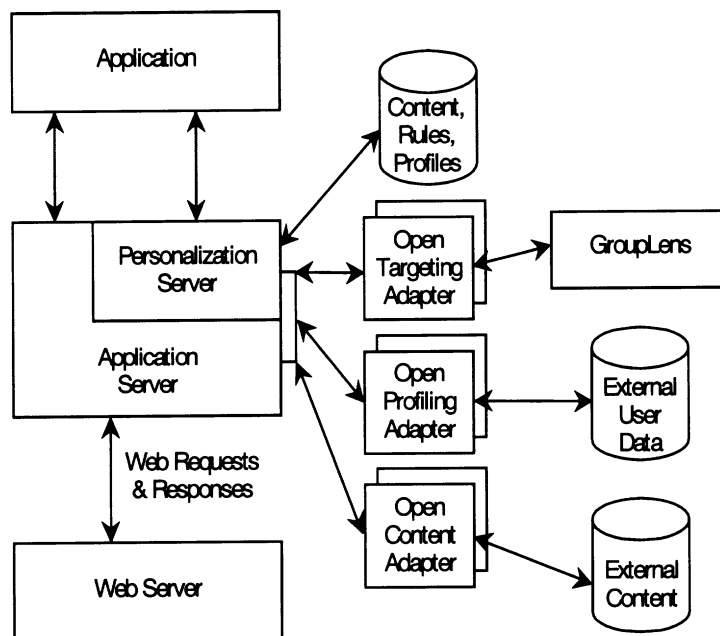 Application
Content,
Rules,
Profiles
Personalization
Server
Open
Targeting
Adapter
GroupLens
Application
Server
Open
Profiling
Adapter
External
User
Data
Web Requests
& Responses
Open
Content
Adapter
External
Content
Web Server